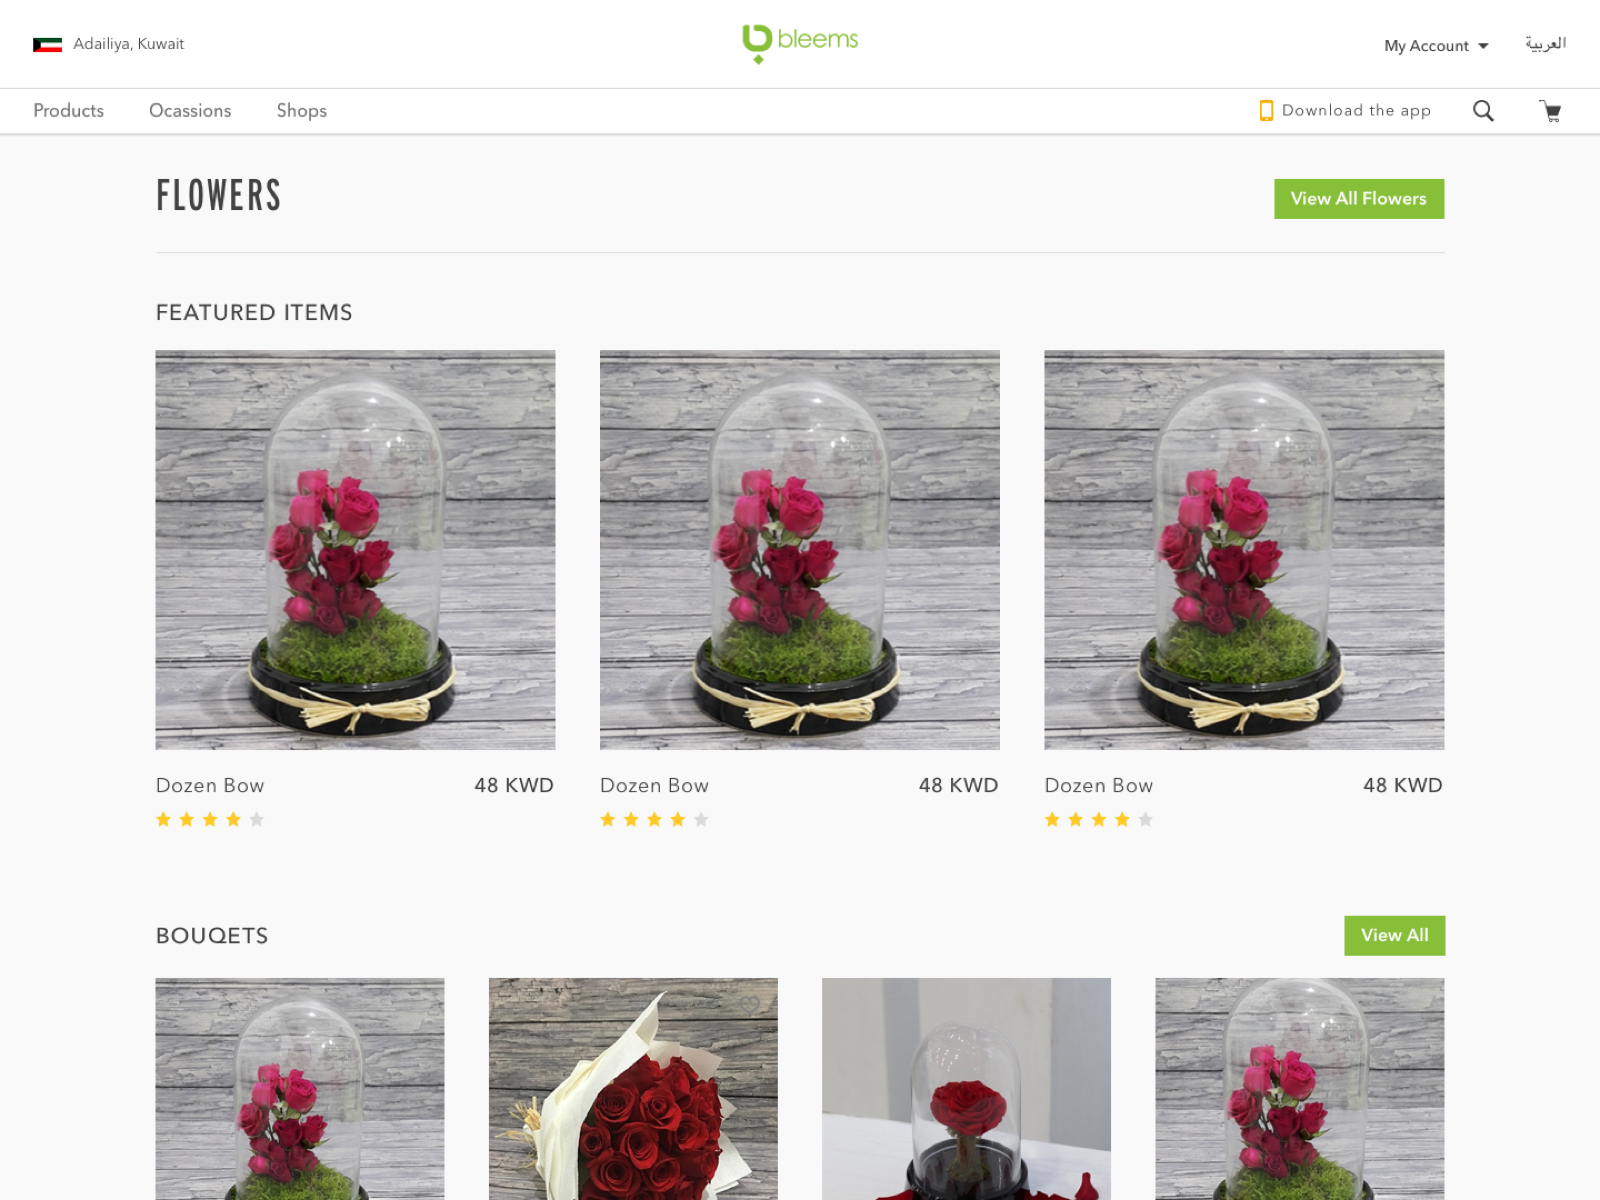 Adailiya, Kuwait
bleems
My Account
العربية
Products
Ocassions
Shops
Download the app
FLOWERS
View All Flowers
FEATURED ITEMS
Dozen Bow
48 KWD
Dozen Bow
48 KWD
Dozen Bow
48 KWD
BOUQETS
View All